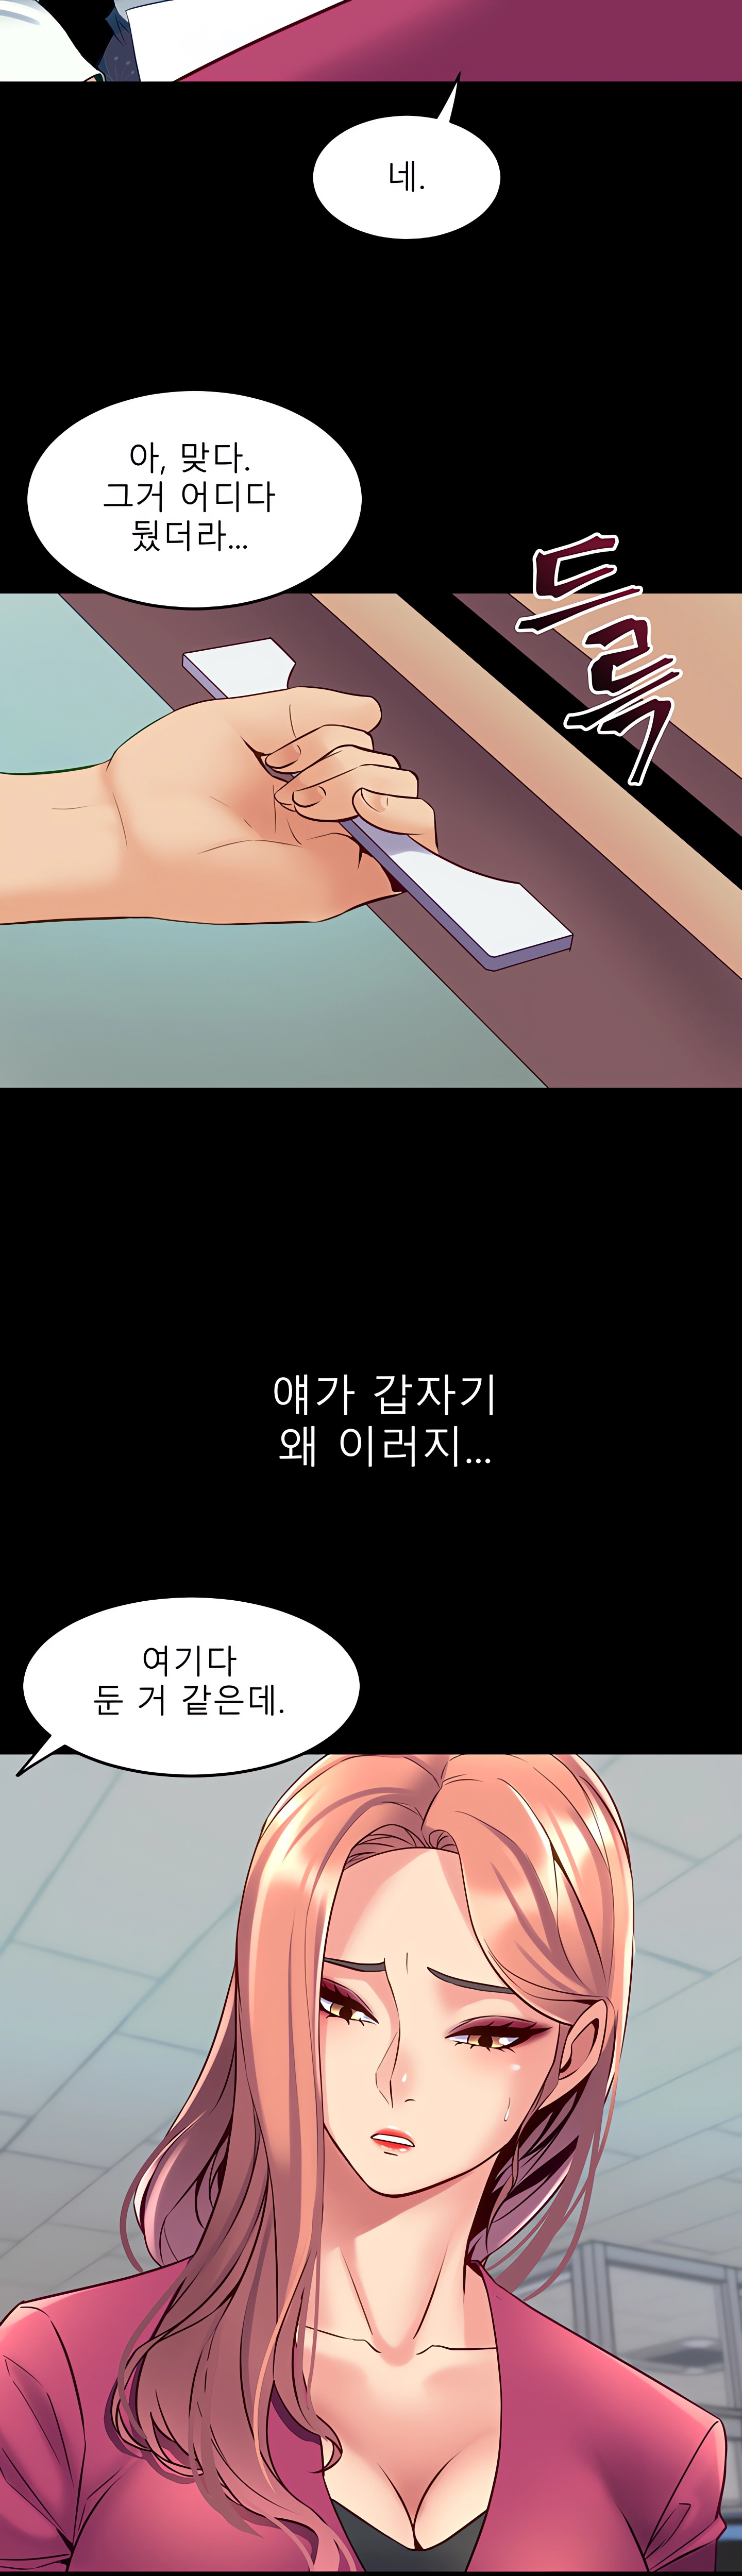 네.
아, 맞다.
그거 어디다
뒀더라...
드륵
얘가 갑자기
왜 이러지...
여기다
둔 거 같은데.